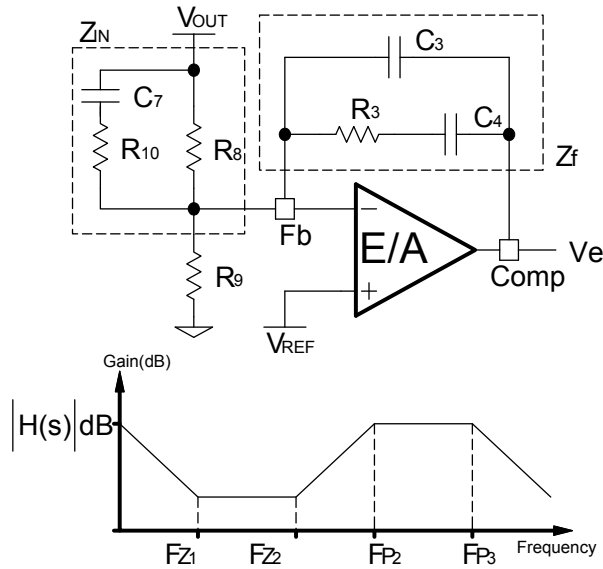 VOUT
ZIN
C7
R10
R8
C3
R3
C4
Zf
Fb
E/A
Ve
Comp
R9
VREF
Gain(dB)
|H(s)|dB
FZ1
FZ2
FP2
FP3
Frequency